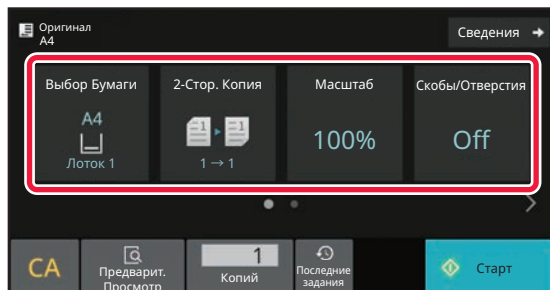 Оригинал
A4
Сведения
Выбор Бумаги
A4
Лоток 1
2-Стор. Копия
1 → 1
Масштаб
100%
Скобы/Отверстия
Off
CA
Предварит.
Просмотр
1
Копий
Последние
задания
Старт